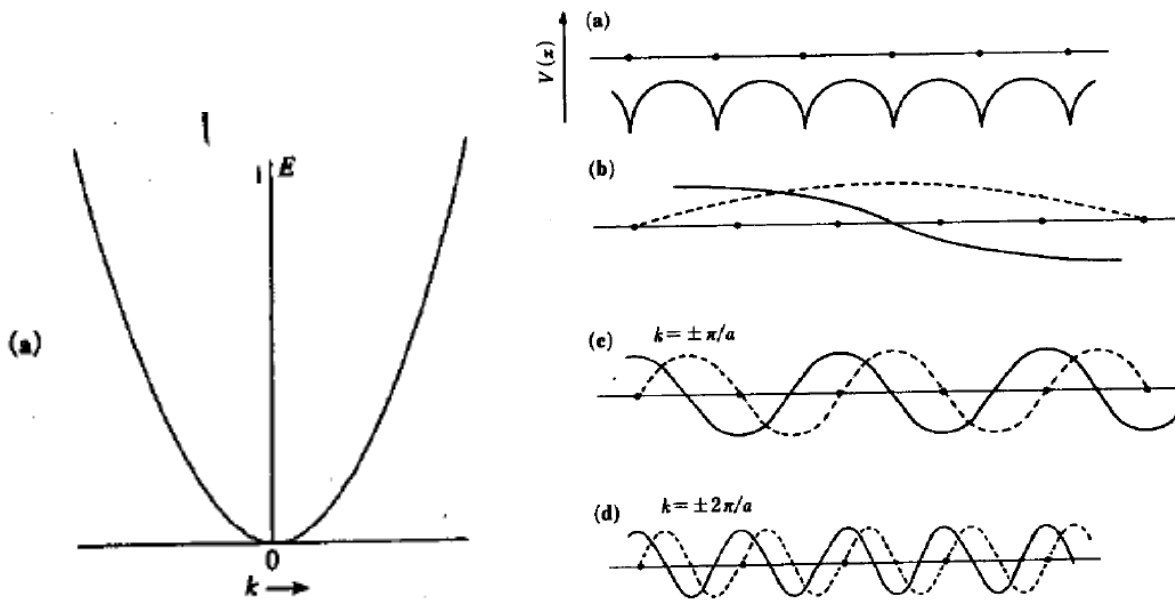 E
(a)
0
k →
(a)
V(x)
(b)
(c) k = ± π/a
(d) k = ± 2π/a